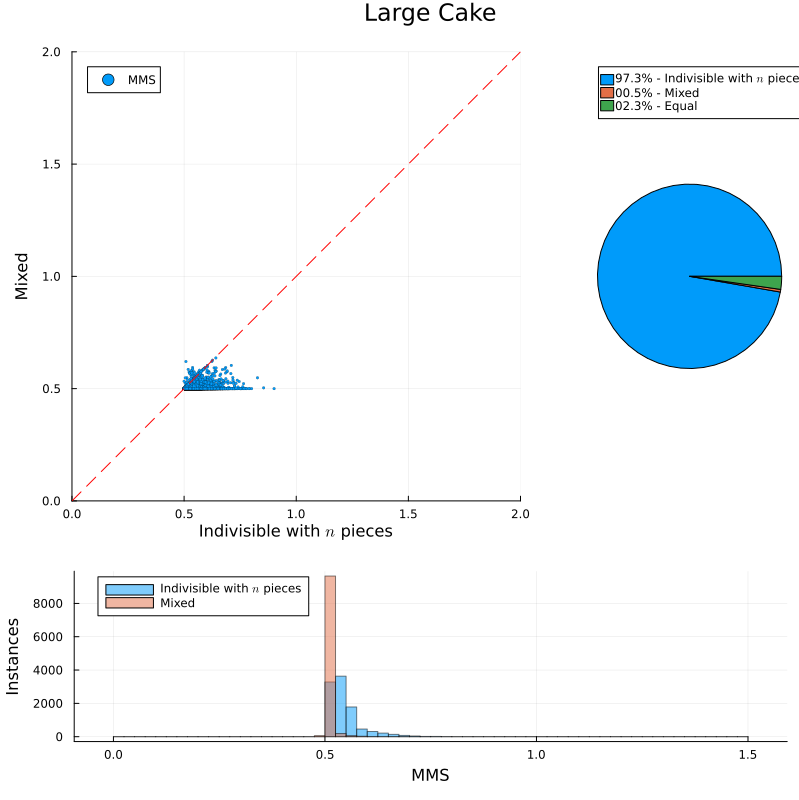 Large Cake
2.0
1.5
1.0
0.5
0.0
Mixed
MMS
0.0 0.5 1.0 1.5 2.0
Indivisible with n pieces
97.3% - Indivisible with n piece
00.5% - Mixed
02.3% - Equal
Indivisible with n pieces
Mixed
8000
6000
4000
2000
0
Instances
0.0 0.5 1.0 1.5
MMS